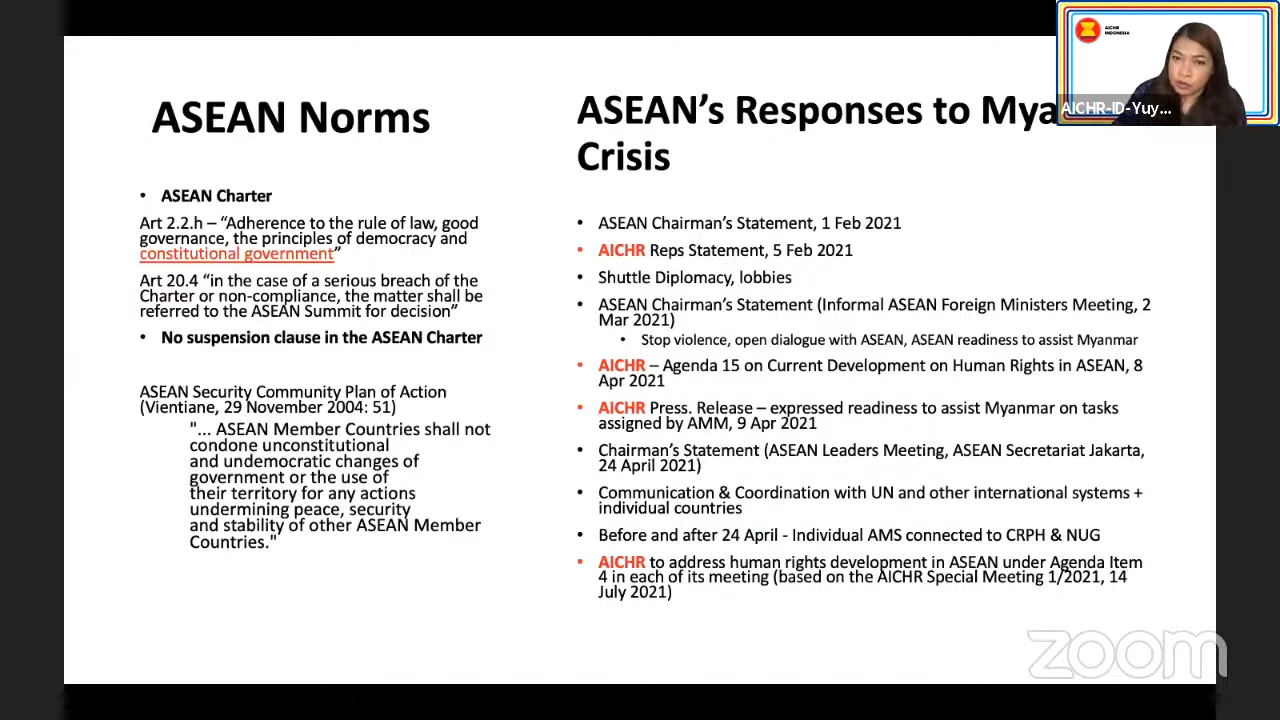 ASEAN Norms
• ASEAN Charter
Art 2.2.h – “Adherence to the rule of law, good
governance, the principles of democracy and
constitutional government”
Art 20.4 “in the case of a serious breach of the
Charter or non-compliance, the matter shall be
referred to the ASEAN Summit for decision”
• No suspension clause in the ASEAN Charter
ASEAN Security Community Plan of Action
(Vientiane, 29 November 2004: 51)
"... ASEAN Member Countries shall not
condone unconstitutional
and undemocratic changes of
government or the use of
their territory for any actions
undermining peace, security
and stability of other ASEAN Member
Countries."
ASEAN’s Responses to Mya
Crisis
• ASEAN Chairman’s Statement, 1 Feb 2021
• AICHR Reps Statement, 5 Feb 2021
• Shuttle Diplomacy, lobbies
• ASEAN Chairman’s Statement (Informal ASEAN Foreign Ministers Meeting, 2
Mar 2021)
• Stop violence, open dialogue with ASEAN, ASEAN readiness to assist Myanmar
• AICHR – Agenda 15 on Current Development on Human Rights in ASEAN, 8
Apr 2021
• AICHR Press. Release – expressed readiness to assist Myanmar on tasks
assigned by AMM, 9 Apr 2021
• Chairman’s Statement (ASEAN Leaders Meeting, ASEAN Secretariat Jakarta,
24 April 2021)
• Communication & Coordination with UN and other international systems +
individual countries
• Before and after 24 April - Individual AMS connected to CRPH & NUG
• AICHR to address human rights development in ASEAN under Agenda Item
4 in each of its meeting (based on the AICHR Special Meeting 1/2021, 14
July 2021)
AICHR
INDONESIA
AICHR-ID-Yuy...
zoom